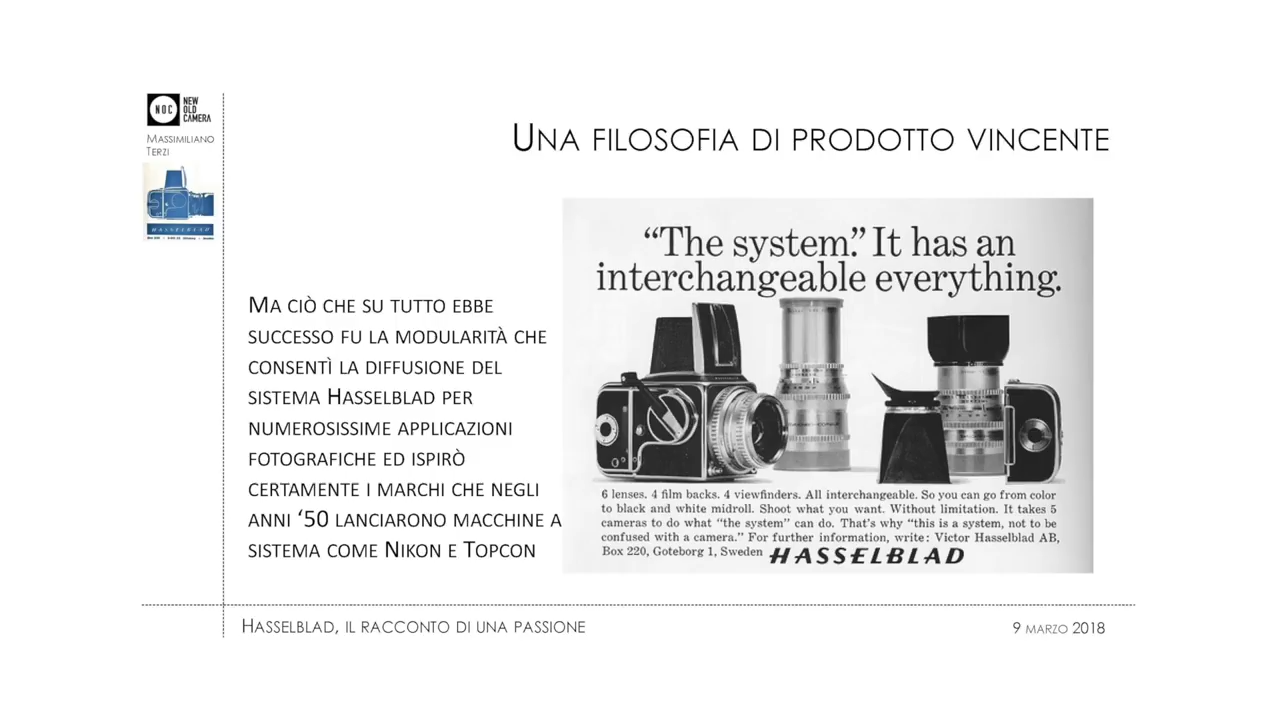 NOC NEW
OLD
CAMERA
MASSIMILIANO
TERZI
HASSELBLAD
UNA FILOSOFIA DI PRODOTTO VINCENTE
MA CIÒ CHE SU TUTTO EBBE
SUCCESSO FU LA MODULARITÀ CHE
CONSENTÌ LA DIFFUSIONE DEL
SISTEMA HASSELBLAD PER
NUMEROSISSIME APPLICAZIONI
FOTOGRAFICHE ED ISPIRÒ
CERTAMENTE I MARCHI CHE NEGLI
ANNI ‘50 LANCIARONO MACCHINE A
SISTEMA COME NIKON E TOPCON
“The system.” It has an
interchangeable everything.
6 lenses. 4 film backs. 4 viewfinders. All interchangeable. So you can go from color
to black and white midroll. Shoot what you want. Without limitation. It takes 5
cameras to do what “the system” can do. That’s why “this is a system, not to be
confused with a camera.” For further information, write: Victor Hasselblad AB,
Box 220, Goteborg 1, Sweden HASSELBLAD
HASSELBLAD, IL RACCONTO DI UNA PASSIONE
9 MARZO 2018